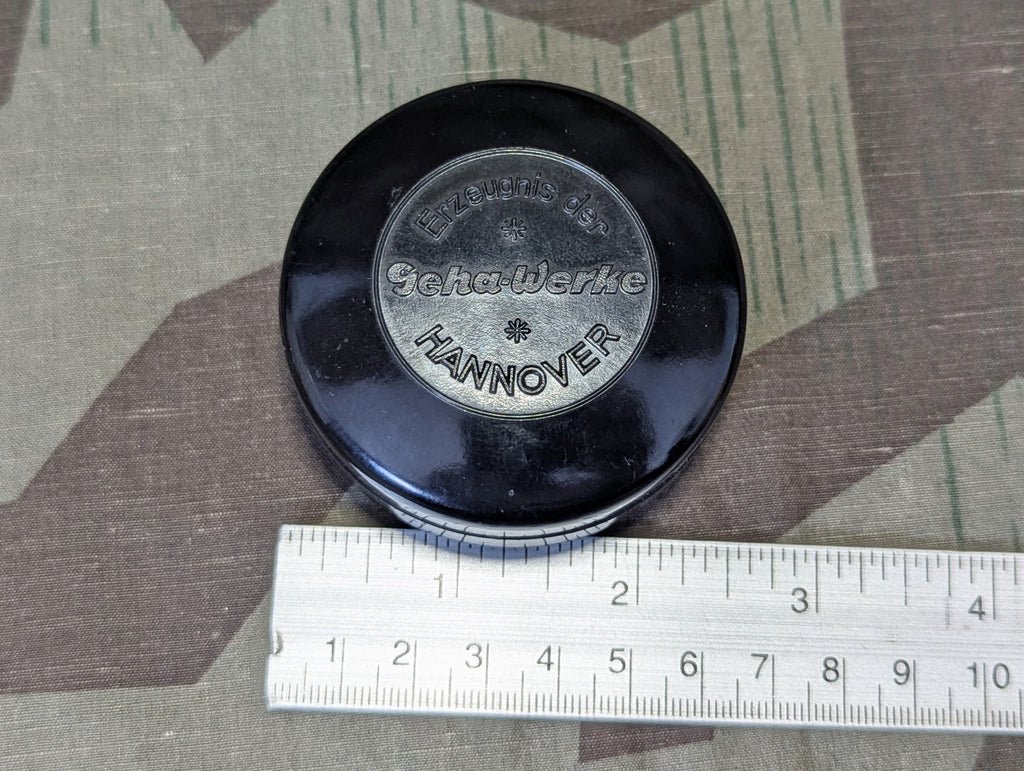 Erzeugnis der
Geha-Werke
HANNOVER
1 2 3 4
1 2 3 4 5 6 7 8 9 10